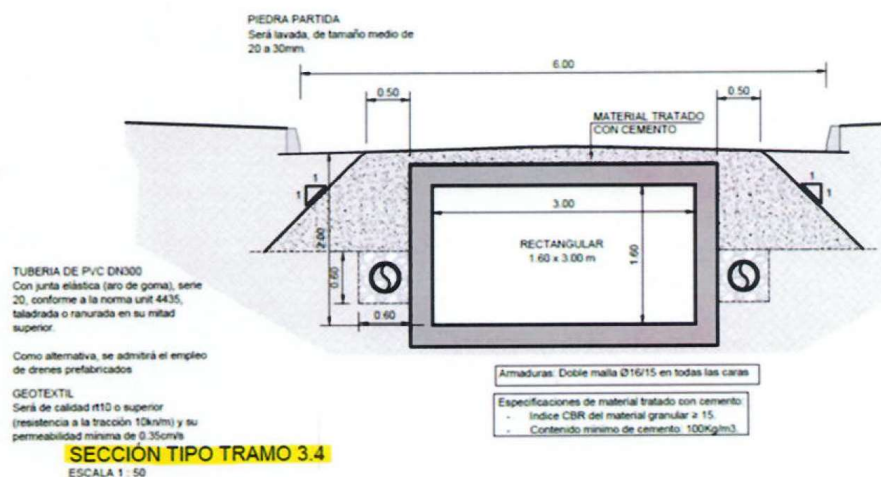 PIEDRA PARTIDA
Será lavada, de tamaño medio de
20 a 30mm.
6.00
0.50
0.50
MATERIAL TRATADO
CON CEMENTO
1
1
1
1
3.00
2.00
RECTANGULAR
1.60 x 3.00 m
1.60
0.60
0.60
TUBERIA DE PVC DN300
Con junta elástica (aro de goma), serie
20, conforme a la norma unit 4435,
taladrada o ranurada en su mitad
superior.
Como alternativa, se admitirá el empleo
de drenes prefabricados
GEOTEXTIL
Será de calidad rt10 o superior
(resistencia a la tracción 10kn/m) y su
permeabilidad mínima de 0.35cm/s
Armaduras: Doble malla Ø16/15 en todas las caras
Especificaciones de material tratado con cemento:
- Indice CBR del material granular ≥ 15.
- Contenido mínimo de cemento: 100Kg/m3.
SECCIÓN TIPO TRAMO 3.4
ESCALA 1 : 50